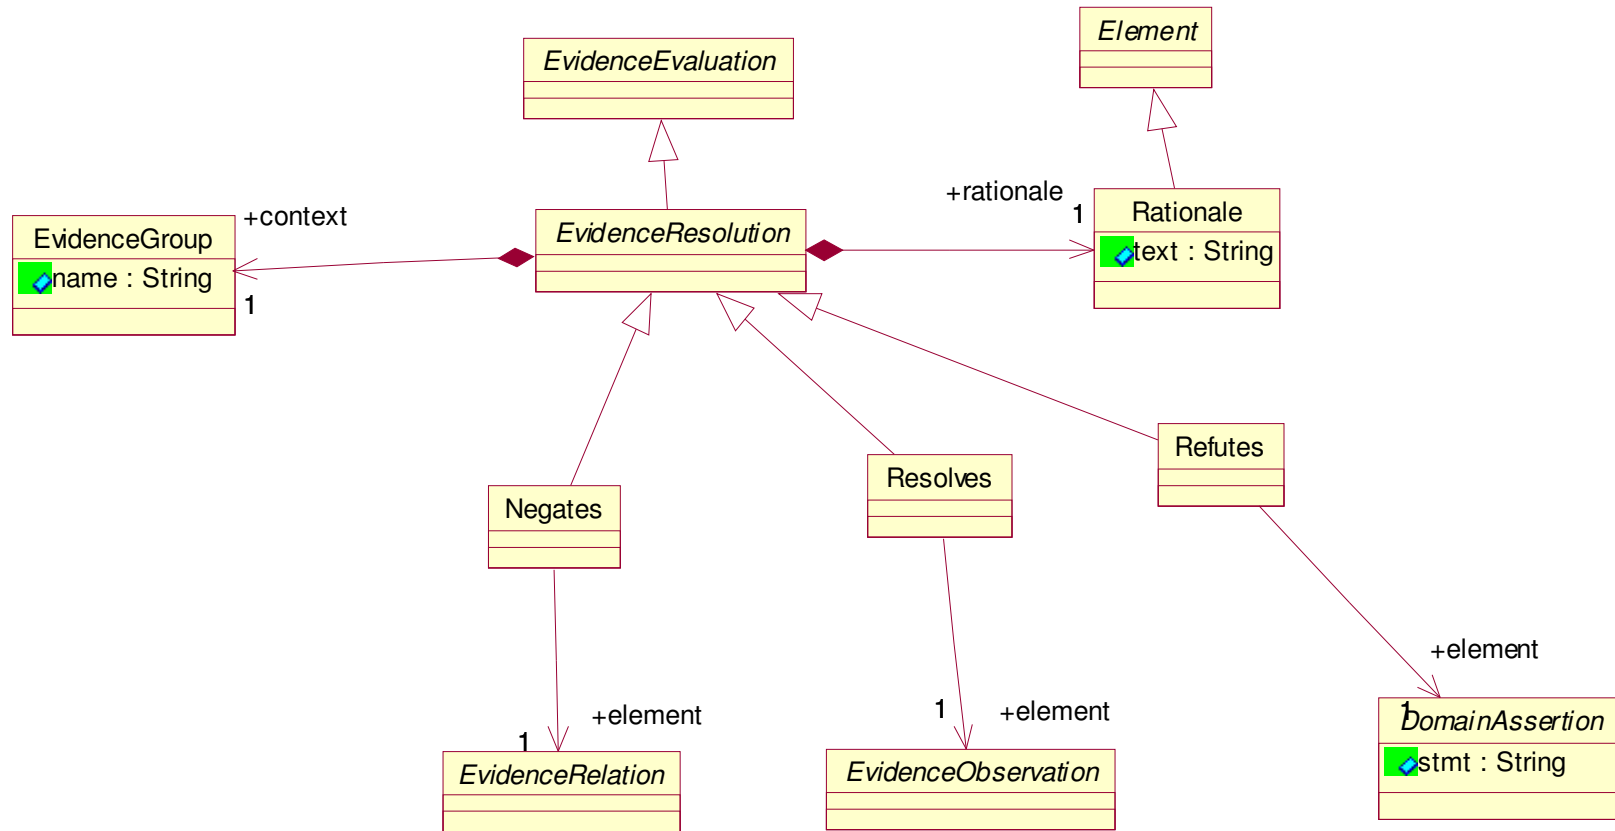 Element
EvidenceEvaluation
+rationale
1
Rationale
text : String
+context
EvidenceGroup
name : String
1
EvidenceResolution
Refutes
Resolves
Negates
+element
1
EvidenceRelation
1
+element
EvidenceObservation
+element
1
DomainAssertion
stmt : String